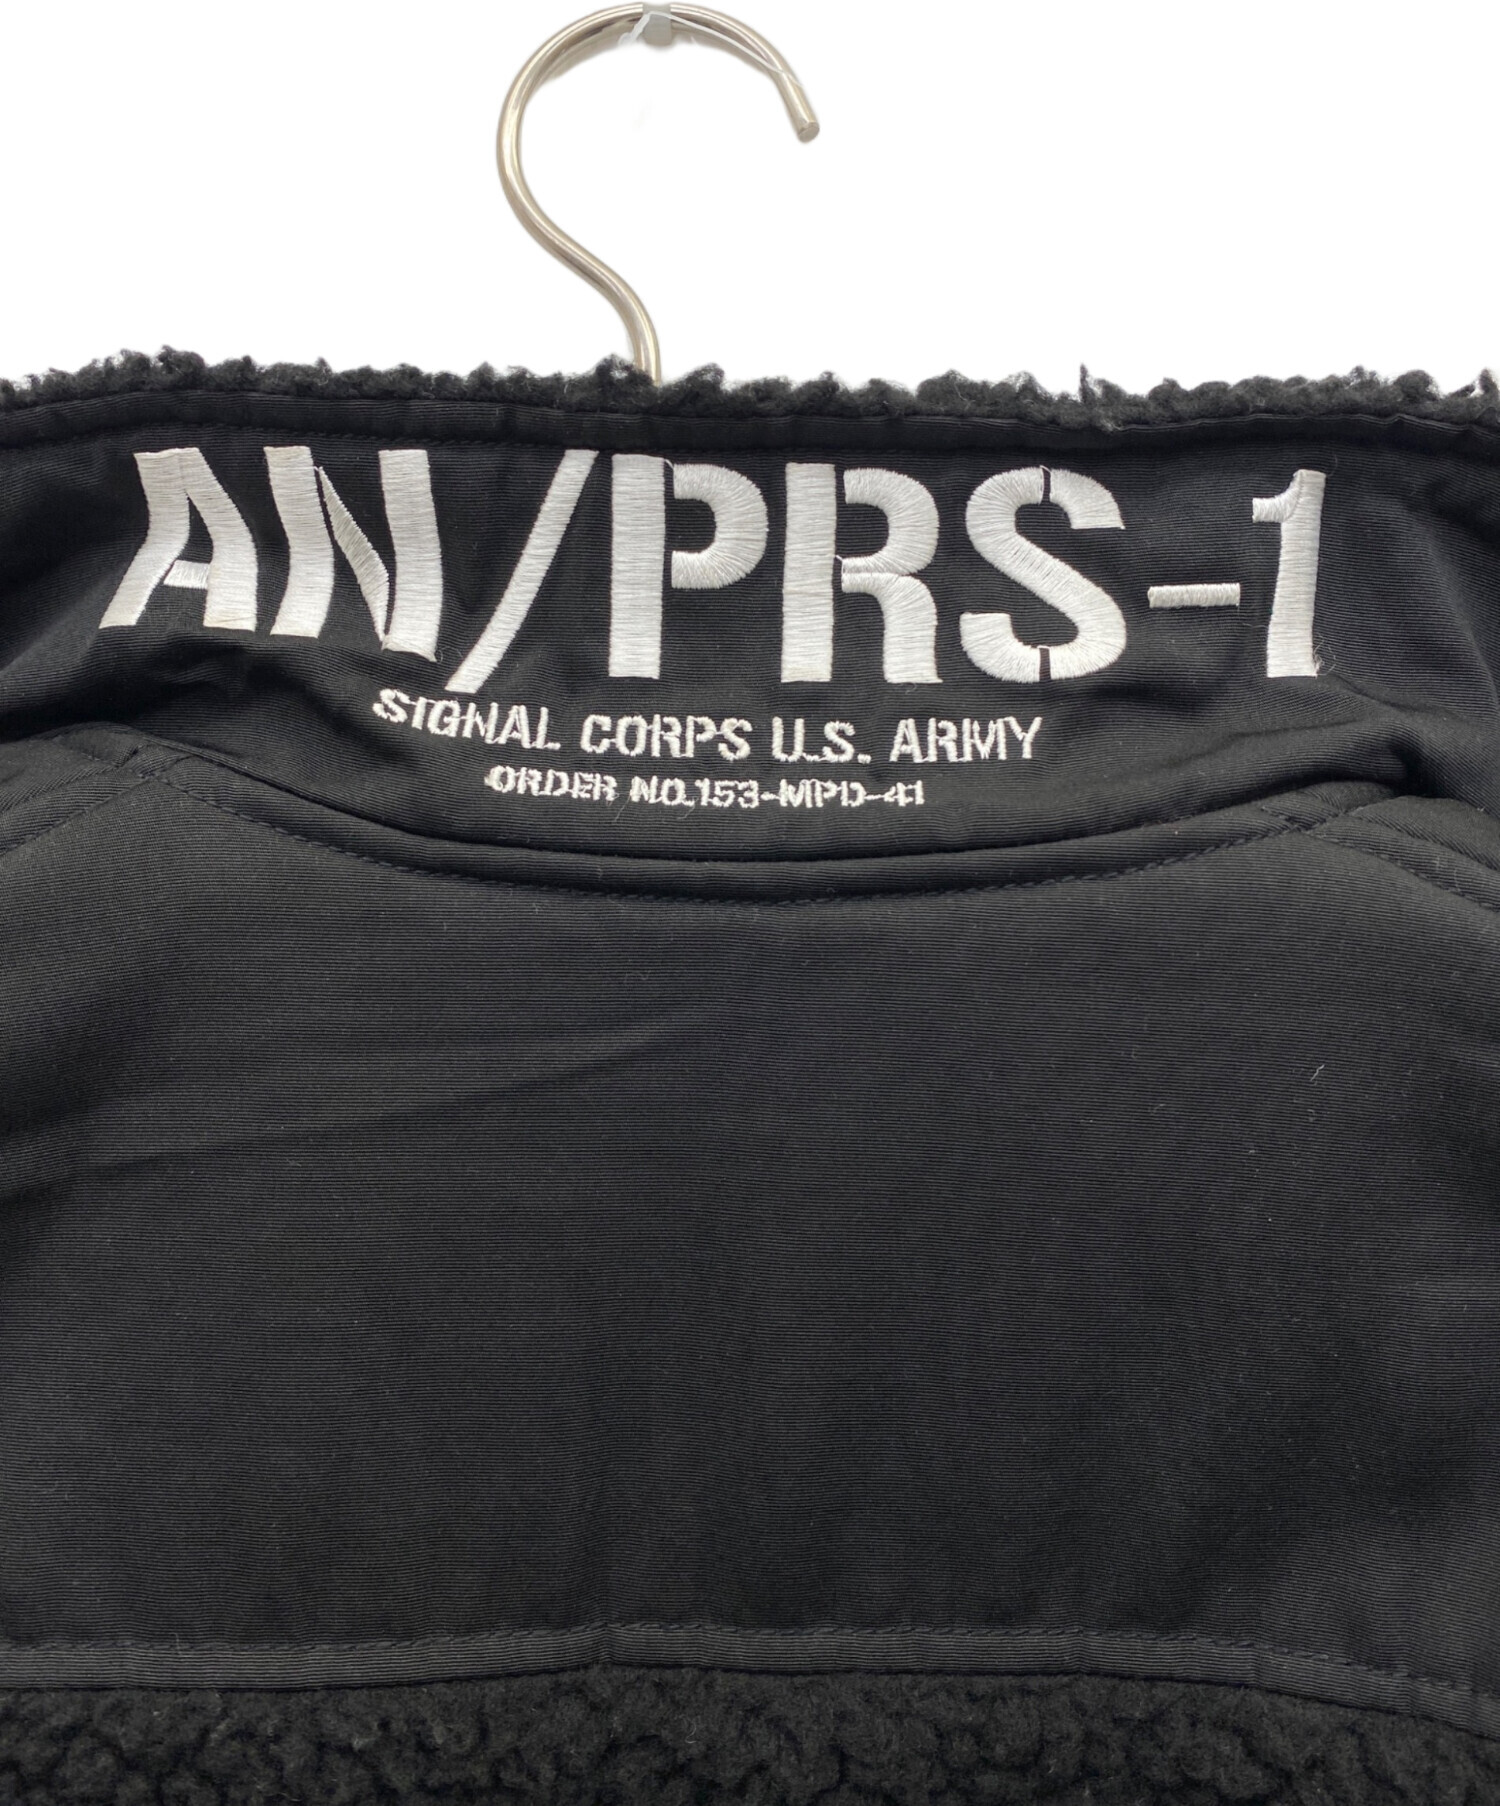 AN/PRS-1
SIGNAL CORPS U.S. ARMY
ORDER NO.153-MPD-41